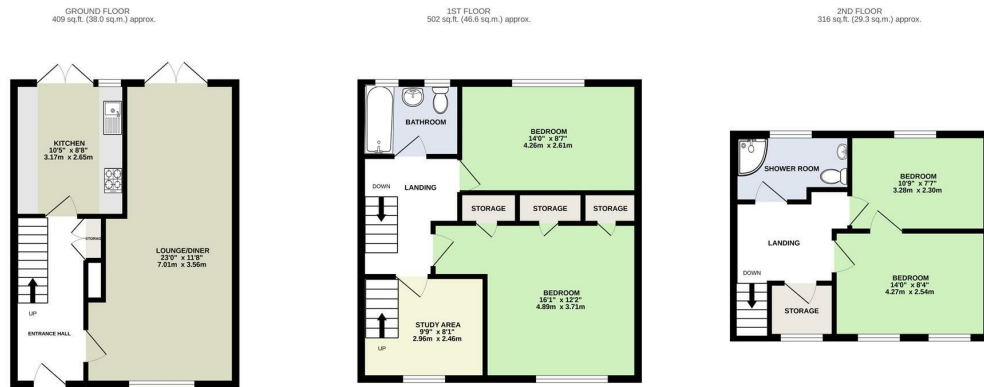 GROUND FLOOR
409 sq.ft. (38.0 sq.m.) approx.
KITCHEN
10'5" x 8'8"
3.17m x 2.65m
STORAGE
LOUNGE/DINER
23'0" x 11'8"
7.01m x 3.56m
UP
ENTRANCE HALL
1ST FLOOR
502 sq.ft. (46.6 sq.m.) approx.
BATHROOM
BEDROOM
14'0" x 8'7"
4.26m x 2.61m
DOWN
LANDING
STORAGE
STORAGE
STORAGE
BEDROOM
16'1" x 12'2"
4.89m x 3.71m
STUDY AREA
9'9" x 8'1"
2.96m x 2.46m
UP
2ND FLOOR
316 sq.ft. (29.3 sq.m.) approx.
SHOWER ROOM
BEDROOM
10'9" x 7'7"
3.28m x 2.30m
LANDING
DOWN
BEDROOM
14'0" x 8'4"
4.27m x 2.54m
STORAGE